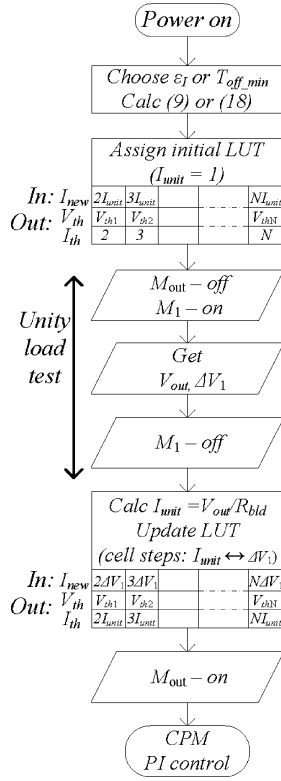 Power on
Choose ε_I or T_off_min
Calc (9) or (18)
Assign initial LUT
(I_unit = 1)
In: I_new 2I_unit 3I_unit NI_unit
Out: V_th V_th1 V_th2 V_thN
I_th 2 3 N
M_out – off
M_1 – on
Unity
load
test
Get
V_out, ΔV_1
M_1 – off
Calc I_unit =V_out/R_bld
Update LUT
(cell steps: I_unit ↔ ΔV_1)
In: I_new 2ΔV_1 3ΔV_1 NΔV_1
Out: V_th V_th1 V_th2 V_thN
I_th 2I_unit 3I_unit NI_unit
M_out – on
CPM
PI control